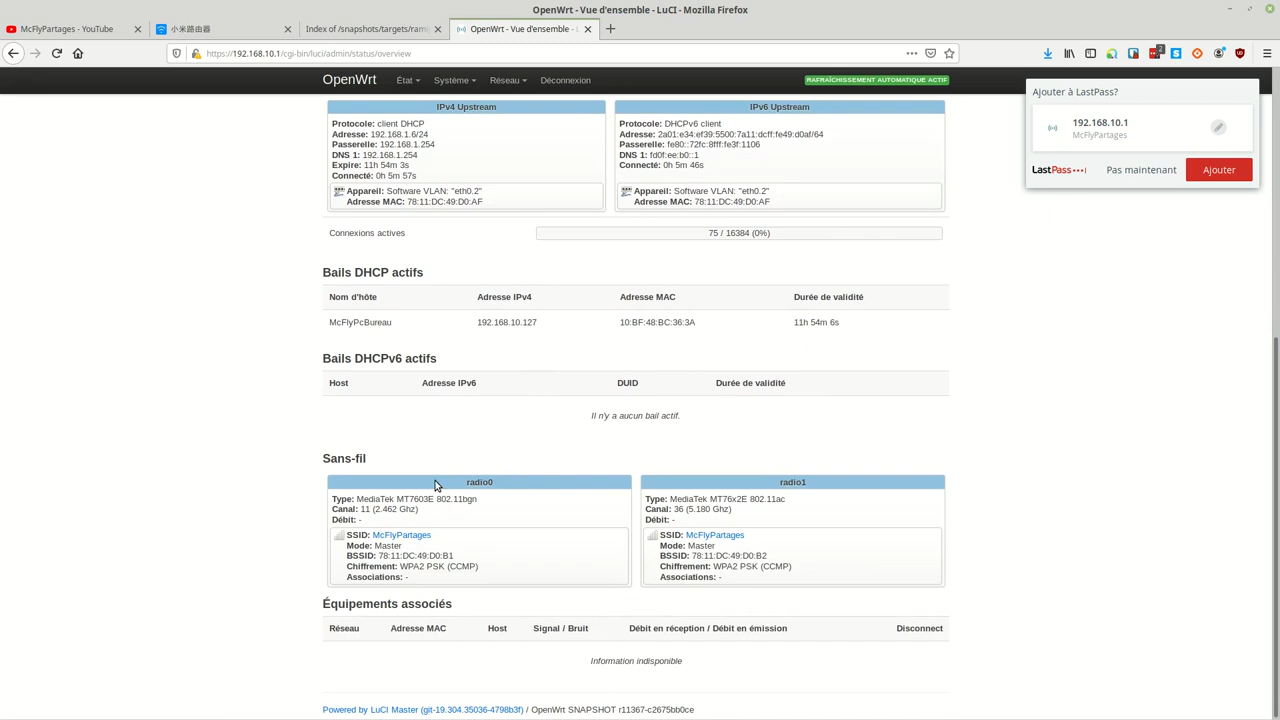 OpenWrt - Vue d'ensemble - LuCI - Mozilla Firefox
McFlyPartages - YouTube
小米路由器
Index of /snapshots/targets/ram
OpenWrt - Vue d'ensemble - L
https://192.168.10.1/cgi-bin/luci/admin/status/overview
2
OpenWrt
État
Système
Réseau
Déconnexion
RAFRAÎCHISSEMENT AUTOMATIQUE ACTIF
Ajouter à LastPass?
192.168.10.1
McFlyPartages
LastPass
Pas maintenant
Ajouter
IPv4 Upstream
Protocole: client DHCP
Adresse: 192.168.1.6/24
Passerelle: 192.168.1.254
DNS 1: 192.168.1.254
Expire: 11h 54m 3s
Connecté: 0h 5m 57s
Appareil: Software VLAN: "eth0.2"
Adresse MAC: 78:11:DC:49:D0:AF
IPv6 Upstream
Protocole: DHCPv6 client
Adresse: 2a01:e34:ef39:5500:7a11:dcff:fe49:d0af/64
Passerelle: fe80::72fc:8fff:fe3f:1106
DNS 1: fd0f:ee:b0::1
Connecté: 0h 5m 46s
Appareil: Software VLAN: "eth0.2"
Adresse MAC: 78:11:DC:49:D0:AF
Connexions actives
75 / 16384 (0%)
Bails DHCP actifs
Nom d'hôte Adresse IPv4 Adresse MAC Durée de validité
McFlyPcBureau 192.168.10.127 10:BF:48:BC:36:3A 11h 54m 6s
Bails DHCPv6 actifs
Host Adresse IPv6 DUID Durée de validité
Il n'y a aucun bail actif.
Sans-fil
radio0
Type: MediaTek MT7603E 802.11bgn
Canal: 11 (2.462 Ghz)
Débit: -
SSID: McFlyPartages
Mode: Master
BSSID: 78:11:DC:49:D0:B1
Chiffrement: WPA2 PSK (CCMP)
Associations: -
radio1
Type: MediaTek MT76x2E 802.11ac
Canal: 36 (5.180 Ghz)
Débit: -
SSID: McFlyPartages
Mode: Master
BSSID: 78:11:DC:49:D0:B2
Chiffrement: WPA2 PSK (CCMP)
Associations: -
Équipements associés
Réseau Adresse MAC Host Signal / Bruit Débit en réception / Débit en émission Disconnect
Information indisponible
Powered by LuCI Master (git-19.304.35036-4798b3f) / OpenWrt SNAPSHOT r11367-c2675bb0ce